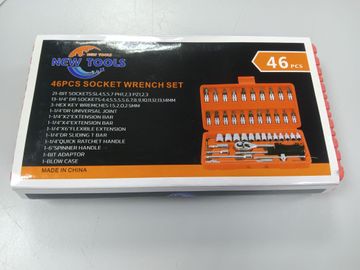 NEW TOOLS
NEW TOOLS
46 PCS
46PCS SOCKET WRENCH SET
21-BIT SOCKETS:SL4,5.5,7 PH1,2,3 PZ1,2,3
13-1/4"DR SOCKETS:4,4.5,5,5.5,6,7,8,9,10,11,12,13,14MM
3-HEX KEY WRENCHES 1.5,2,0,2.5MM
1-1/4"DR UNIVERSAL JOINT
1-1/4"X2"EXTENSION BAR
1-1/4"X4"EXTENSION BAR
1-1/4"X6"FLEXIBLE EXTENSION
1-1/4"DR SLIDING T BAR
1-1/4"QUICK RATCHET HANDLE
1-6"SPINNER HANDLE
1-BIT ADAPTOR
1-BLOW CASE
MADE IN CHINA